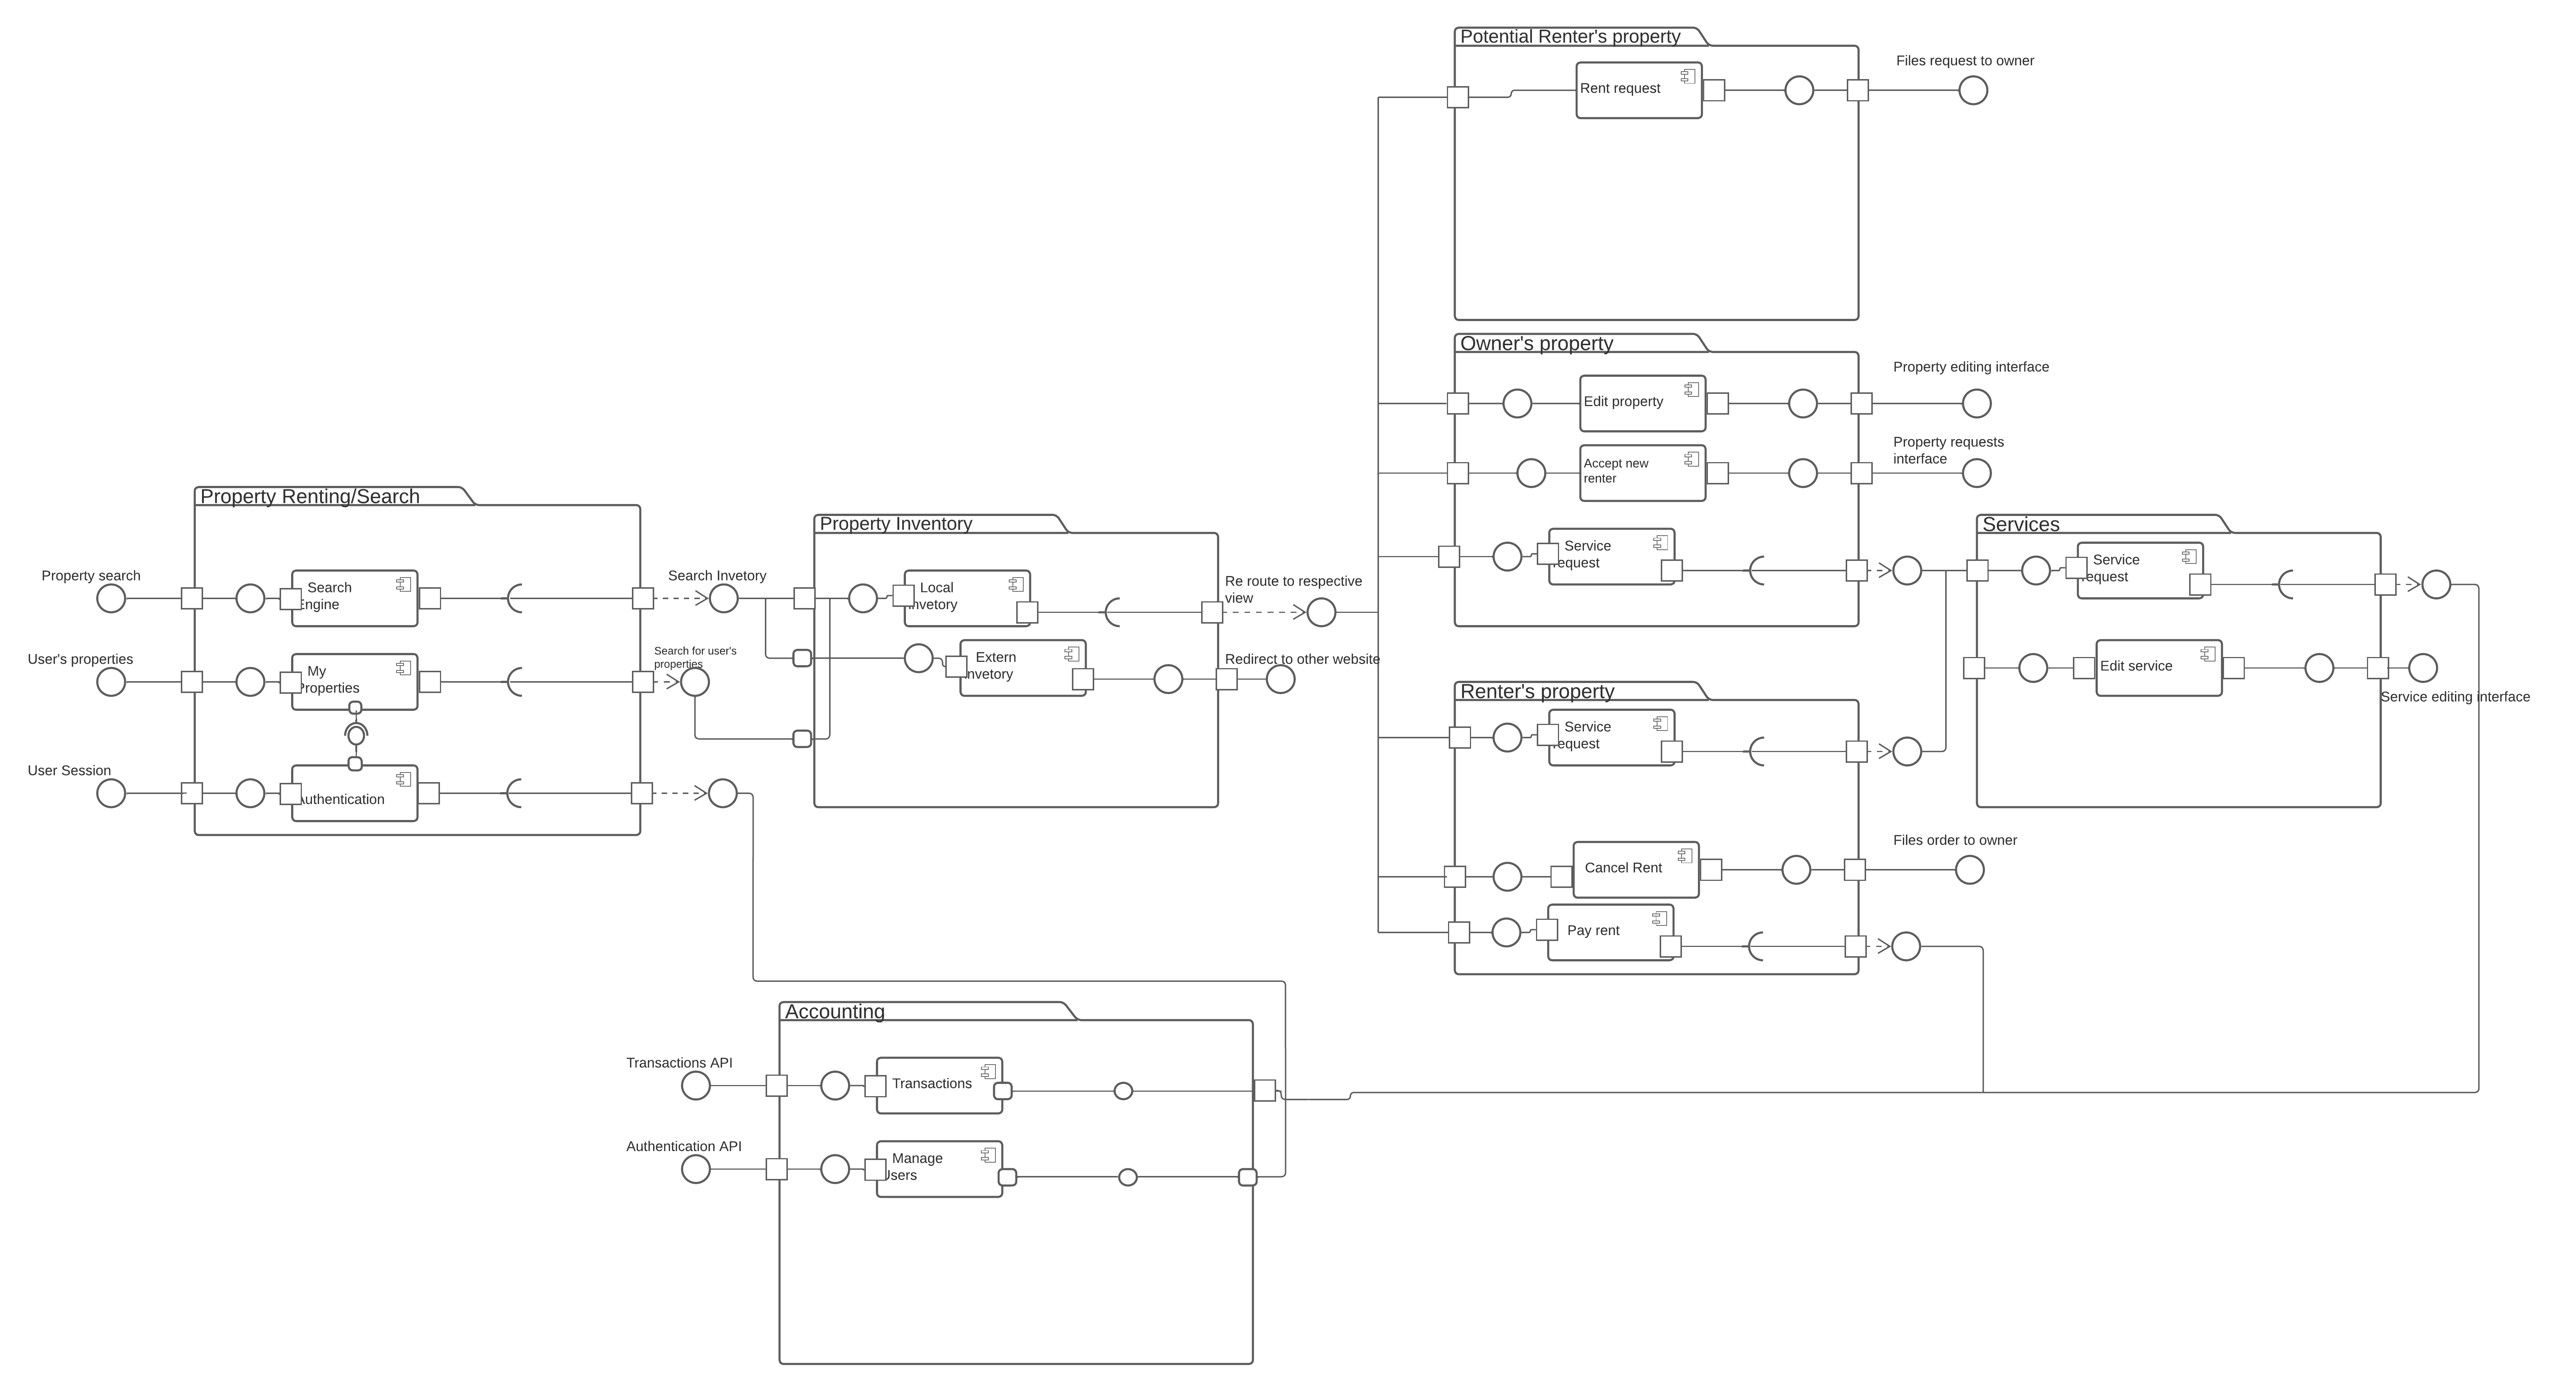 Potential Renter's property
Rent request
Files request to owner
Owner's property
Edit property
Property editing interface
Accept new
renter
Property requests
interface
Service
request
Property Renting/Search
Property search
Search
Engine
Search Invetory
User's properties
My
Properties
Search for user's
properties
User Session
Authentication
Property Inventory
Local
Invetory
Re route to respective
view
Extern
Invetory
Redirect to other website
Services
Service
request
Edit service
Service editing interface
Renter's property
Service
request
Cancel Rent
Files order to owner
Pay rent
Accounting
Transactions API
Transactions
Authentication API
Manage
Users